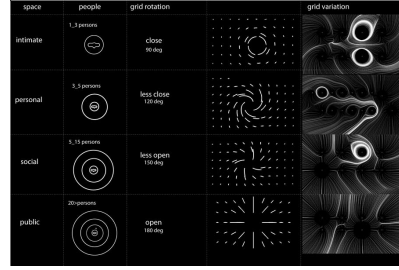 space people grid rotation grid variation
1_3 persons
intimate close
90 deg
3_5 persons
personal less close
120 deg
5_15 persons
social less open
150 deg
20>persons
public open
180 deg